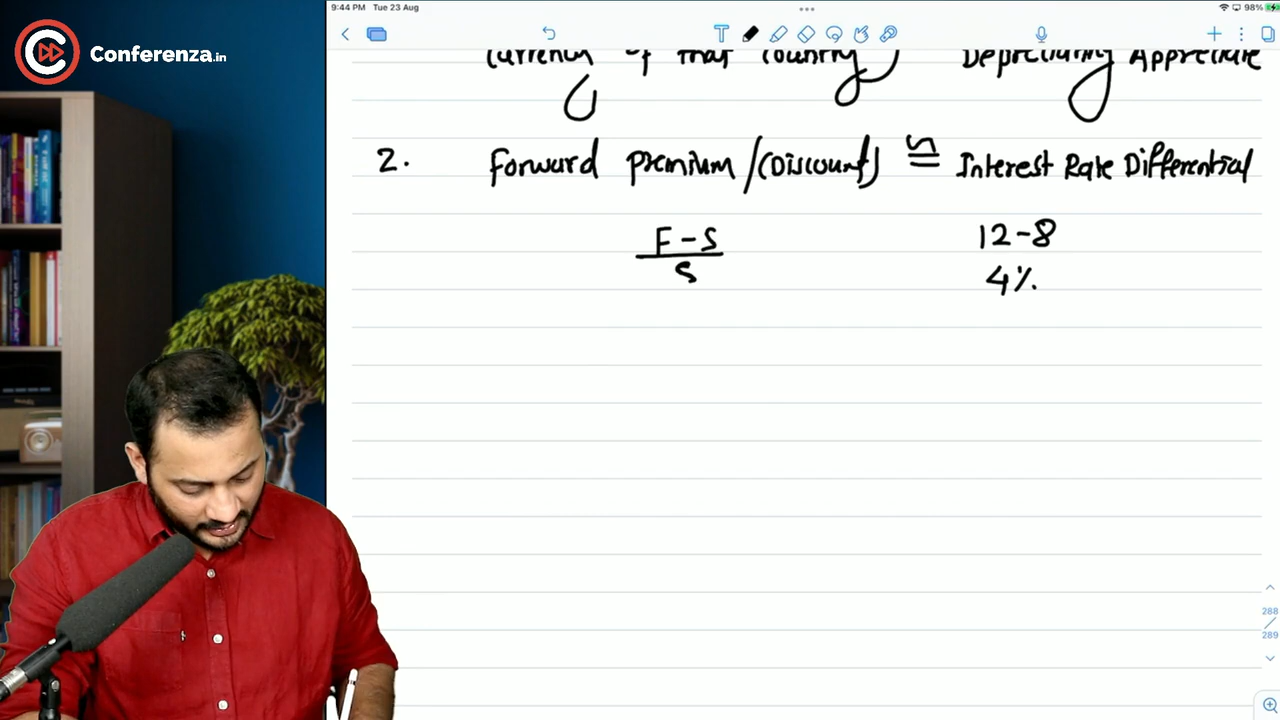 9:44 PM Tue 23 Aug
98%
Conferenza.in
Currency of that Country) Depreciating Appreciate
2. Forward Premium/(Discount) ≅ Interest Rate Differential
F - S 12-8
S 4%
288
289